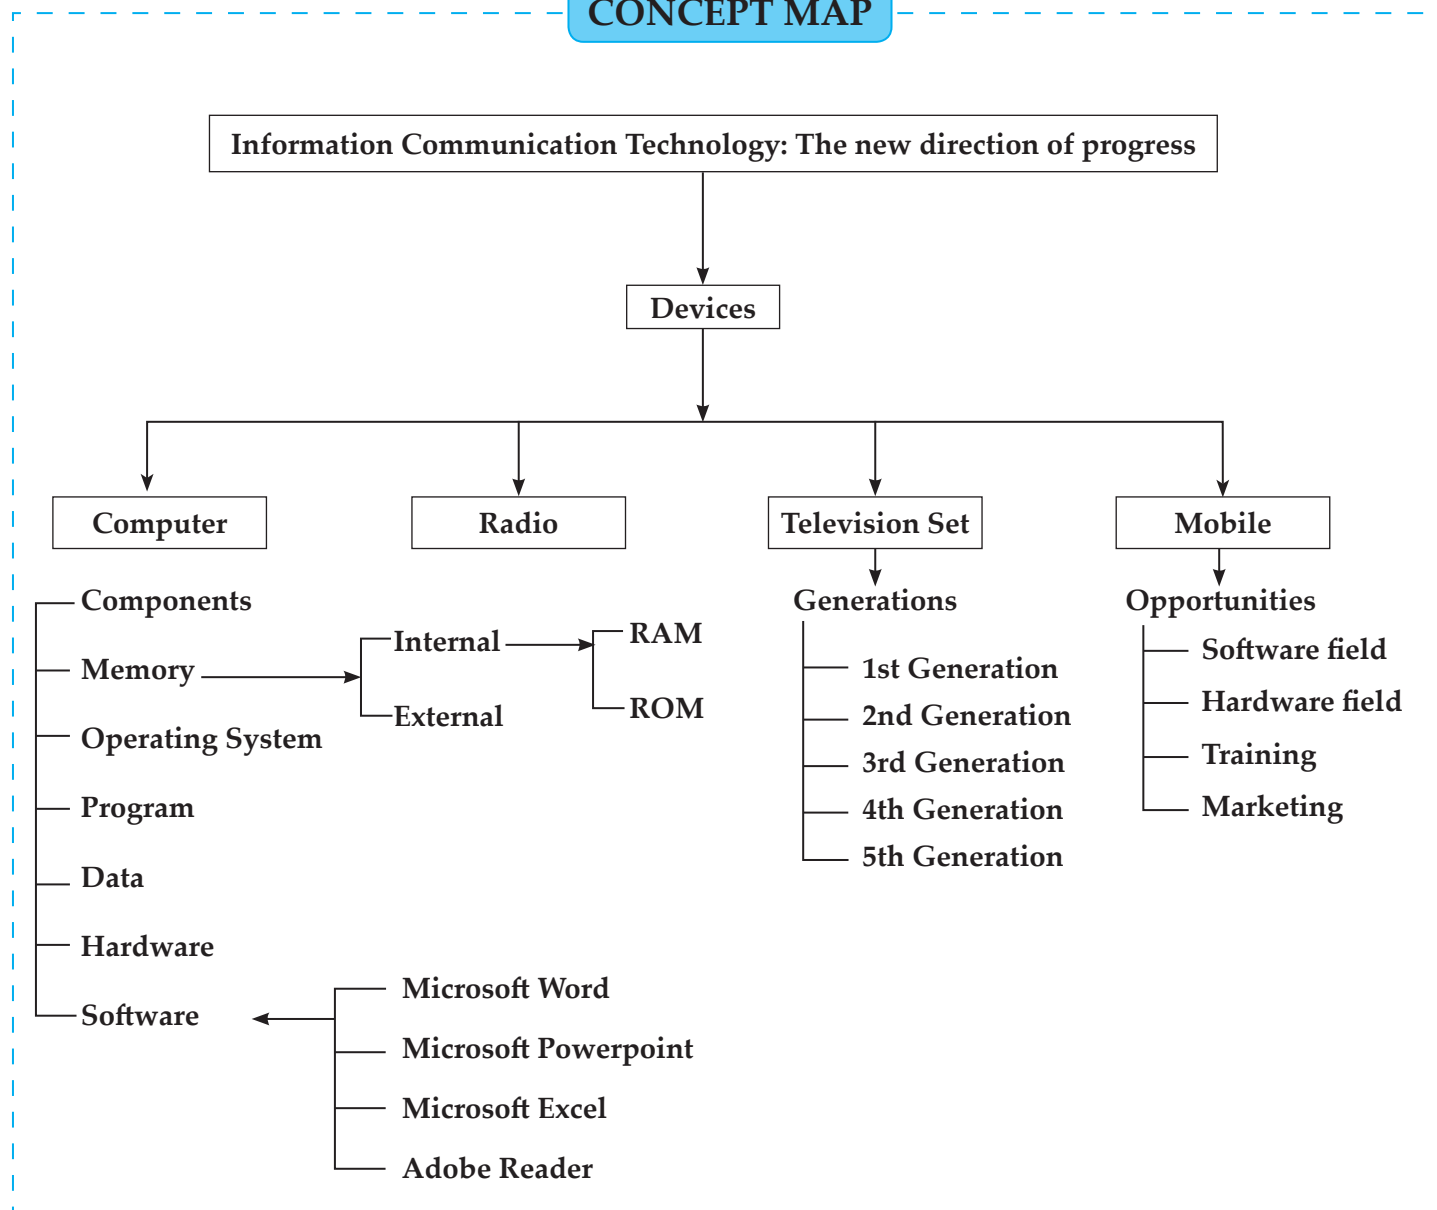 CONCEPT MAP
Information Communication Technology: The new direction of progress
Devices
Computer
Radio
Television Set
Mobile
Components
Memory
Internal
RAM
ROM
External
Operating System
Program
Data
Hardware
Software
Microsoft Word
Microsoft Powerpoint
Microsoft Excel
Adobe Reader
Generations
1st Generation
2nd Generation
3rd Generation
4th Generation
5th Generation
Opportunities
Software field
Hardware field
Training
Marketing